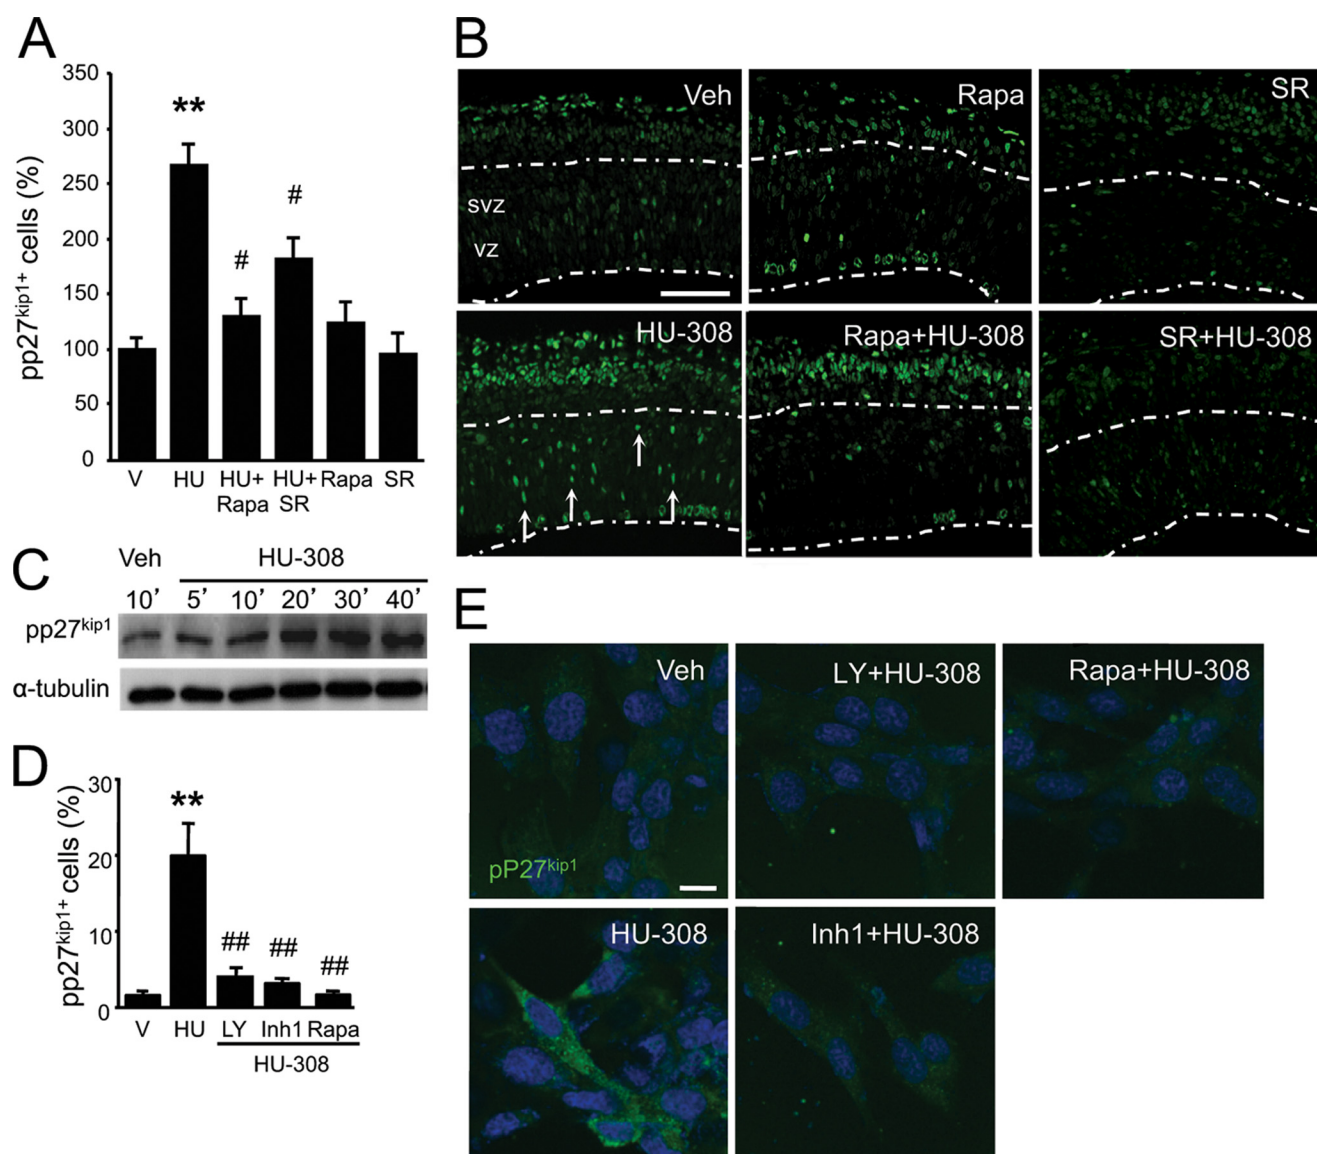 A
350
300
250
200
150
100
50
0
pp27kip1+ cells (%)
**
#
#
V
HU
HU+
Rapa
HU+
SR
Rapa
SR
B
Veh
svz
vz
Rapa
SR
HU-308
Rapa+HU-308
SR+HU-308
C
Veh
HU-308
10’ 5’ 10’ 20’ 30’ 40’
pp27kip1
α-tubulin
D
30
20
10
0
pp27kip1+ cells (%)
**
## ## ##
V HU LY Inh1 Rapa
HU-308
E
Veh
pP27kip1
LY+HU-308
Rapa+HU-308
HU-308
Inh1+HU-308